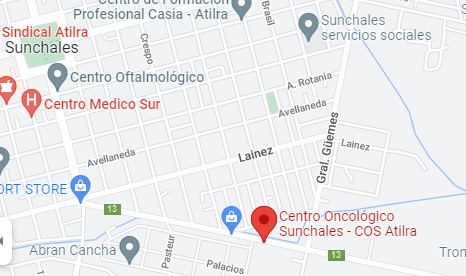 Centro de Formación
Profesional Casia - Atilra
Brasil
Sunchales
servicios sociales
Sindical Atilra
Sunchales
Crespo
Centro Oftalmológico
A. Rotania
Centro Medico Sur
Avellaneda
Lainez
Gral. Güemes
Lainez
Avellaneda
ORT STORE
13
Centro Oncológico
Sunchales - COS Atilra
Abran Cancha
Pasteur
Palacios
13
Tron